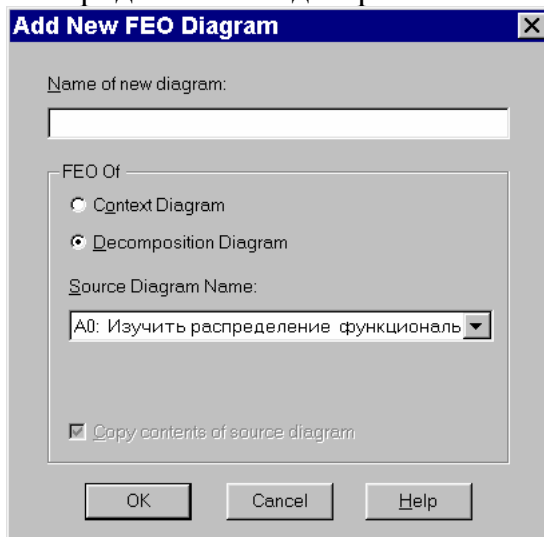 Add New FEO Diagram
Name of new diagram:
FEO Of
Context Diagram
Decomposition Diagram
Source Diagram Name:
A0: Изучить распределение функциональ
Copy contents of source diagram
OK Cancel Help